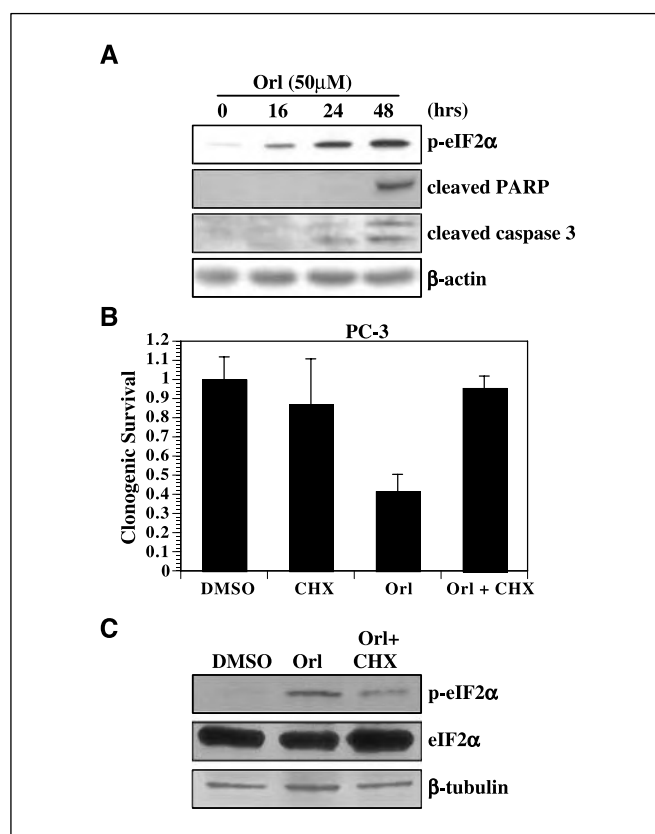 A
Orl (50μM)
0 16 24 48 (hrs)
p-eIF2α
cleaved PARP
cleaved caspase 3
β-actin
B
PC-3
Clonogenic Survival
1.2
1.1
1
0.9
0.8
0.7
0.6
0.5
0.4
0.3
0.2
0.1
0
DMSO CHX Orl Orl + CHX
C
DMSO Orl Orl+
CHX
p-eIF2α
eIF2α
β-tubulin